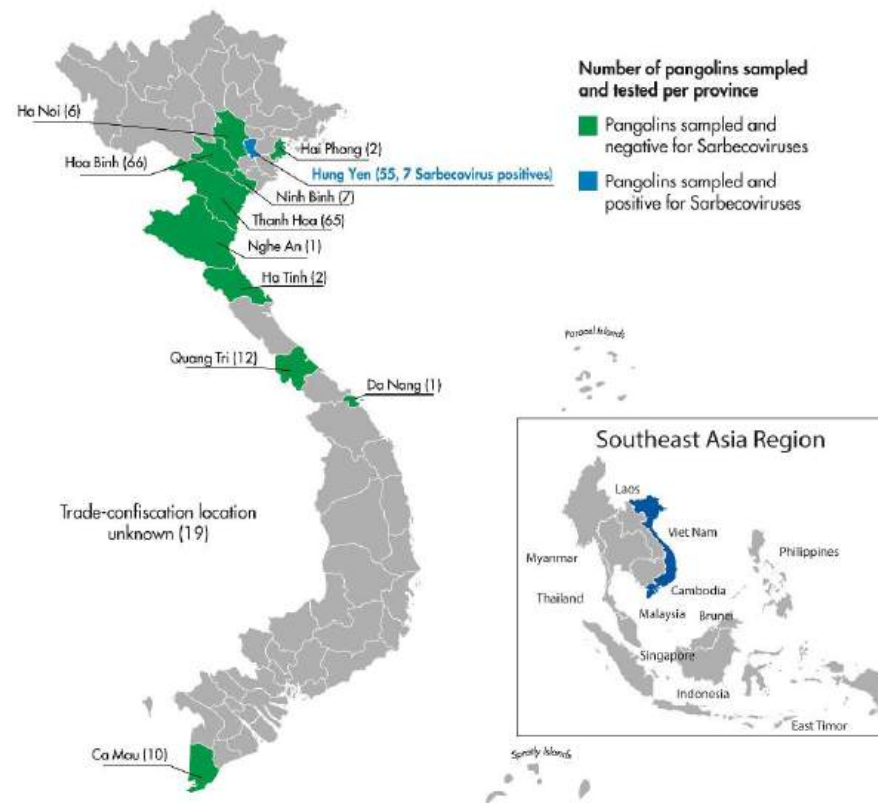 Number of pangolins sampled
and tested per province
Pangolins sampled and
negative for Sarbecoviruses
Pangolins sampled and
positive for Sarbecoviruses
Ha Noi (6)
Hoa Binh (66)
Hai Phong (2)
Hung Yen (55, 7 Sarbecovirus positives)
Ninh Binh (7)
Thanh Hoa (65)
Nghe An (1)
Ha Tinh (2)
Quang Tri (12)
Da Nang (1)
Paracel Islands
Trade-confiscation location
unknown (19)
Ca Mau (10)
Southeast Asia Region
Laos
Viet Nam
Myanmar
Philippines
Thailand
Cambodia
Malaysia
Brunei
Singapore
Indonesia
East Timor
Spratly Islands